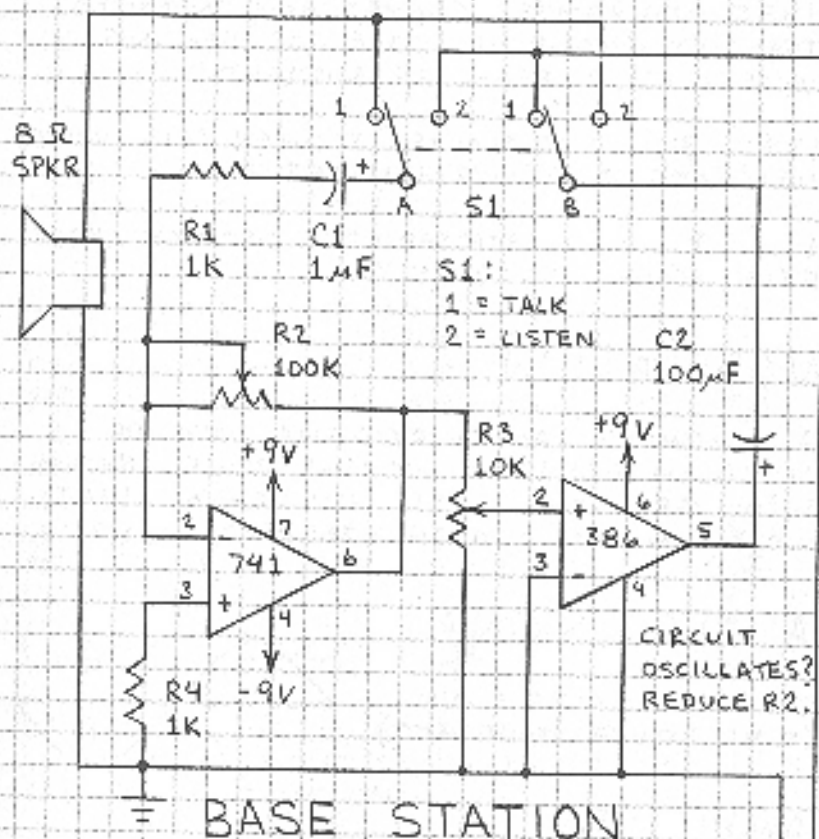 1
2
1
2
8 Ω
SPKR
+
A
S1
B
R1
1K
C1
1μF
S1:
1 = TALK
2 = LISTEN
R2
100K
C2
100μF
+9V
R3
10K
+9V
+
2
7
2
6
-
741
6
+
386
5
3
3
+
4
-
4
R4
1K
-9V
CIRCUIT
OSCILLATES?
REDUCE R2.
BASE STATION